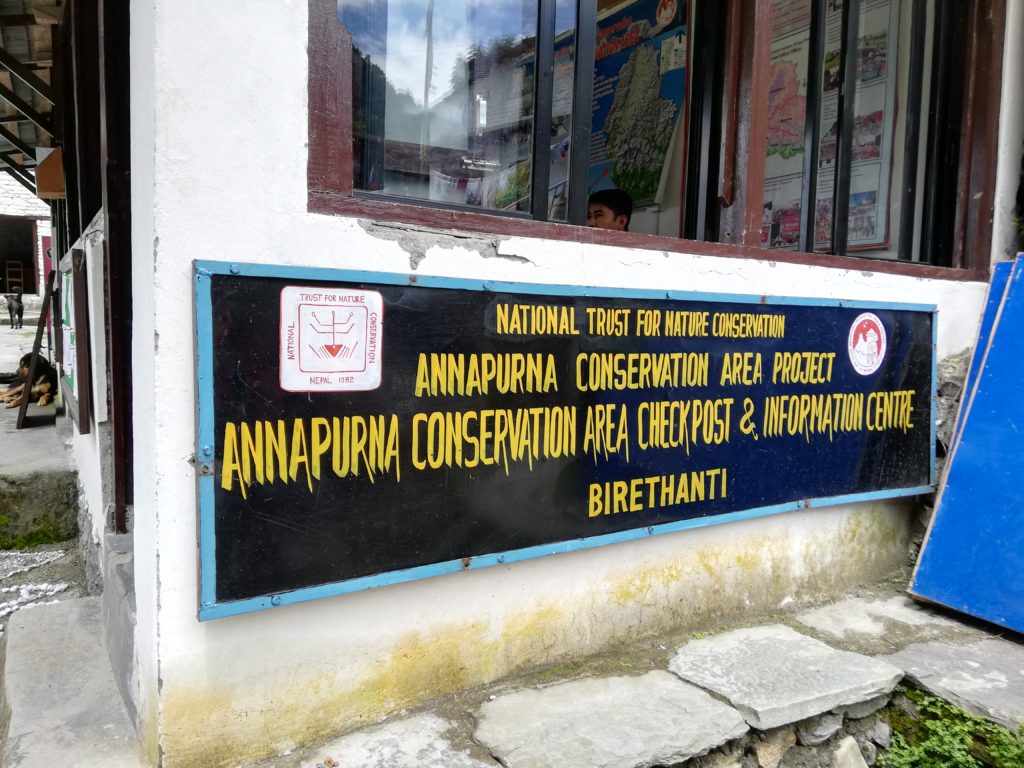 TRUST FOR NATURE
NATIONAL
CONSERVATION
NEPAL 1982
NATIONAL TRUST FOR NATURE CONSERVATION
ANNAPURNA CONSERVATION AREA PROJECT
ANNAPURNA CONSERVATION AREA CHECKPOST & INFORMATION CENTRE
BIRETHANTI